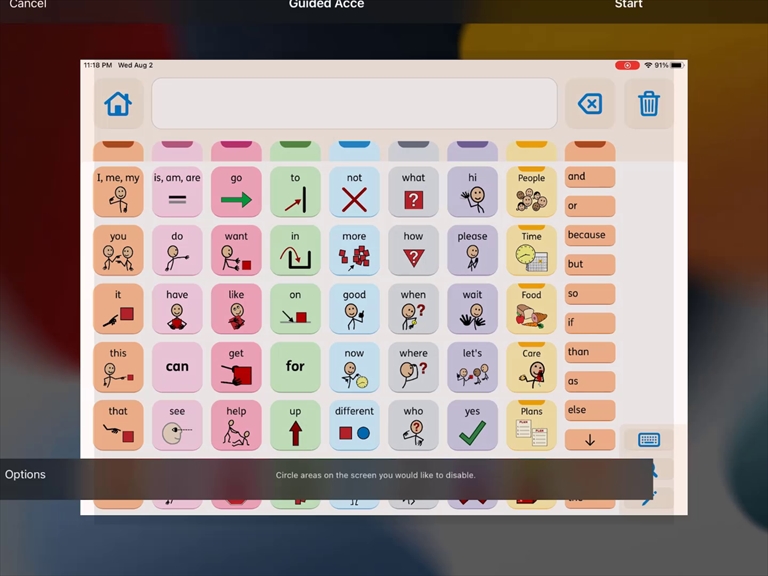 Cancel Guided Acce Start
11:18 PM Wed Aug 2 91%
I, me, my is, am, are go to not what hi People and
or
you do want in more how please Time because
but
it have like on good when wait Food so
if
this can get for now where let's Care than
as
that see help up different who yes Plans else
Options Circle areas on the screen you would like to disable.